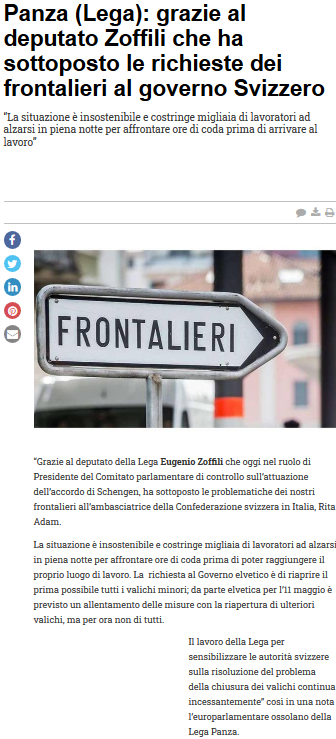 Panza (Lega): grazie al
deputato Zoffili che ha
sottoposto le richieste dei
frontalieri al governo Svizzero
"La situazione è insostenibile e costringe migliaia di lavoratori ad
alzarsi in piena notte per affrontare ore di coda prima di arrivare al
lavoro"
FRONTALIERI
"Grazie al deputato della Lega Eugenio Zoffili che oggi nel ruolo di
Presidente del Comitato parlamentare di controllo sull'attuazione
dell'accordo di Schengen, ha sottoposto le problematiche dei nostri
frontalieri all'ambasciatrice della Confederazione svizzera in Italia, Rita
Adam.
La situazione è insostenibile e costringe migliaia di lavoratori ad alzarsi
in piena notte per affrontare ore di coda prima di poter raggiungere il
proprio luogo di lavoro. La richiesta al Governo elvetico è di riaprire il
prima possibile tutti i valichi minori; da parte elvetica per l'11 maggio è
previsto un allentamento delle misure con la riapertura di ulteriori
valichi, ma per ora non di tutti.
Il lavoro della Lega per
sensibilizzare le autorità svizzere
sulla risoluzione del problema
della chiusura dei valichi continua
incessantemente" così in una nota
l'europarlamentare ossolano della
Lega Panza.